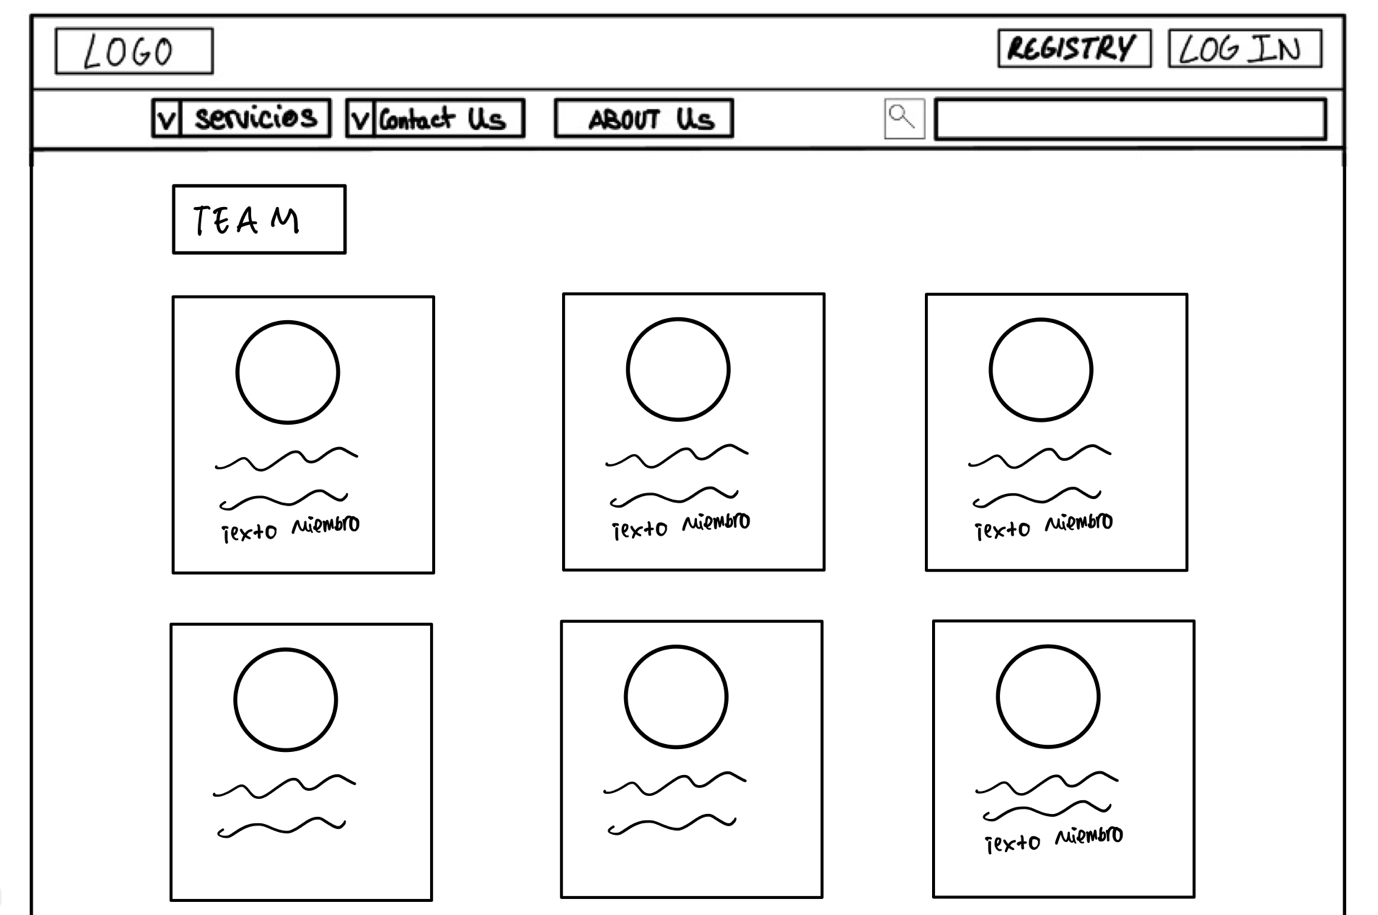 LOGO
REGISTRY LOG IN
V Servicios V Contact Us ABOUT Us
TEAM
Texto Miembro Texto Miembro Texto Miembro
Texto Miembro